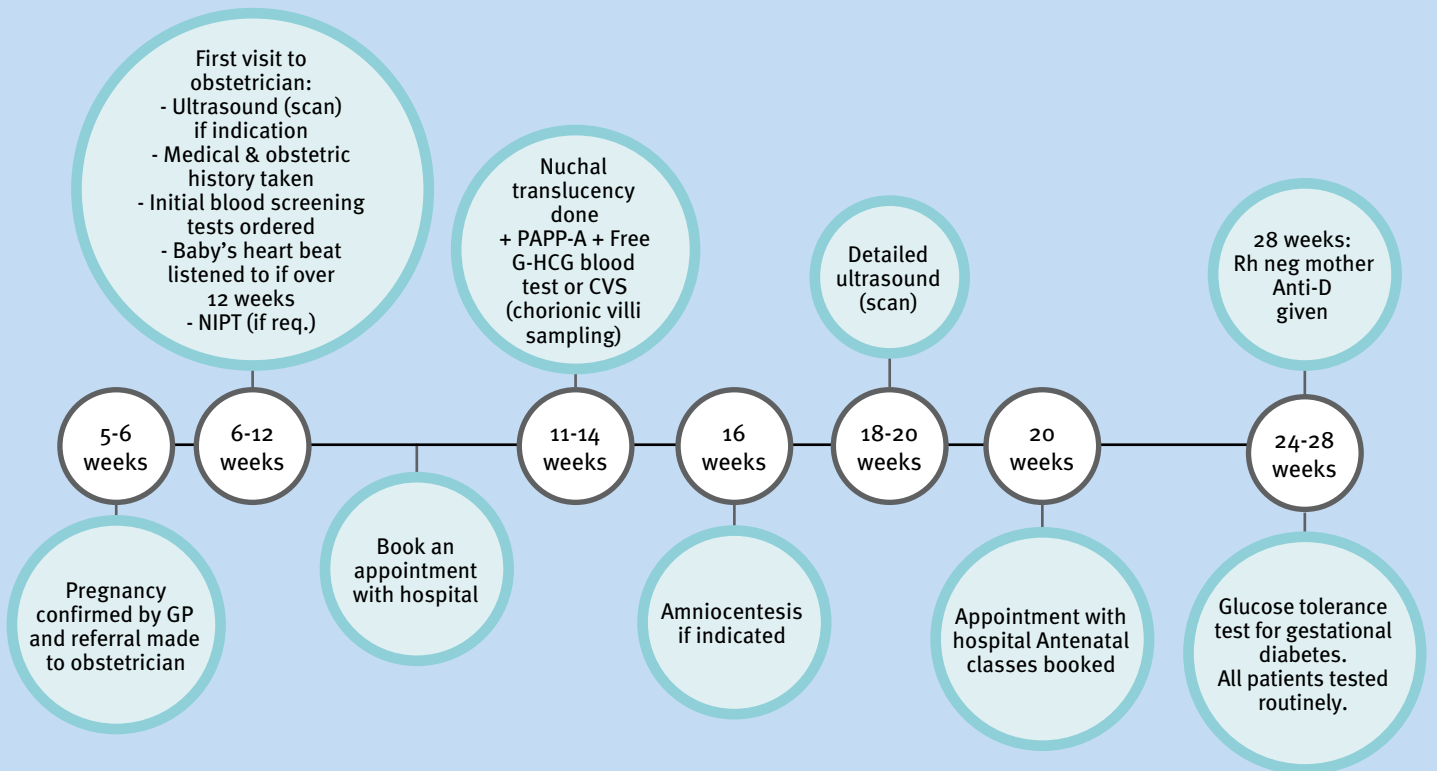 First visit to
obstetrician:
- Ultrasound (scan)
if indication
- Medical & obstetric
history taken
- Initial blood screening
tests ordered
- Baby’s heart beat
listened to if over
12 weeks
- NIPT (if req.)
Nuchal
translucency
done
+ PAPP-A + Free
G-HCG blood
test or CVS
(chorionic villi
sampling)
Detailed
ultrasound
(scan)
28 weeks:
Rh neg mother
Anti-D
given
5-6
weeks
6-12
weeks
11-14
weeks
16
weeks
18-20
weeks
20
weeks
24-28
weeks
Pregnancy
confirmed by GP
and referral made
to obstetrician
Book an
appointment
with hospital
Amniocentesis
if indicated
Appointment with
hospital Antenatal
classes booked
Glucose tolerance
test for gestational
diabetes.
All patients tested
routinely.